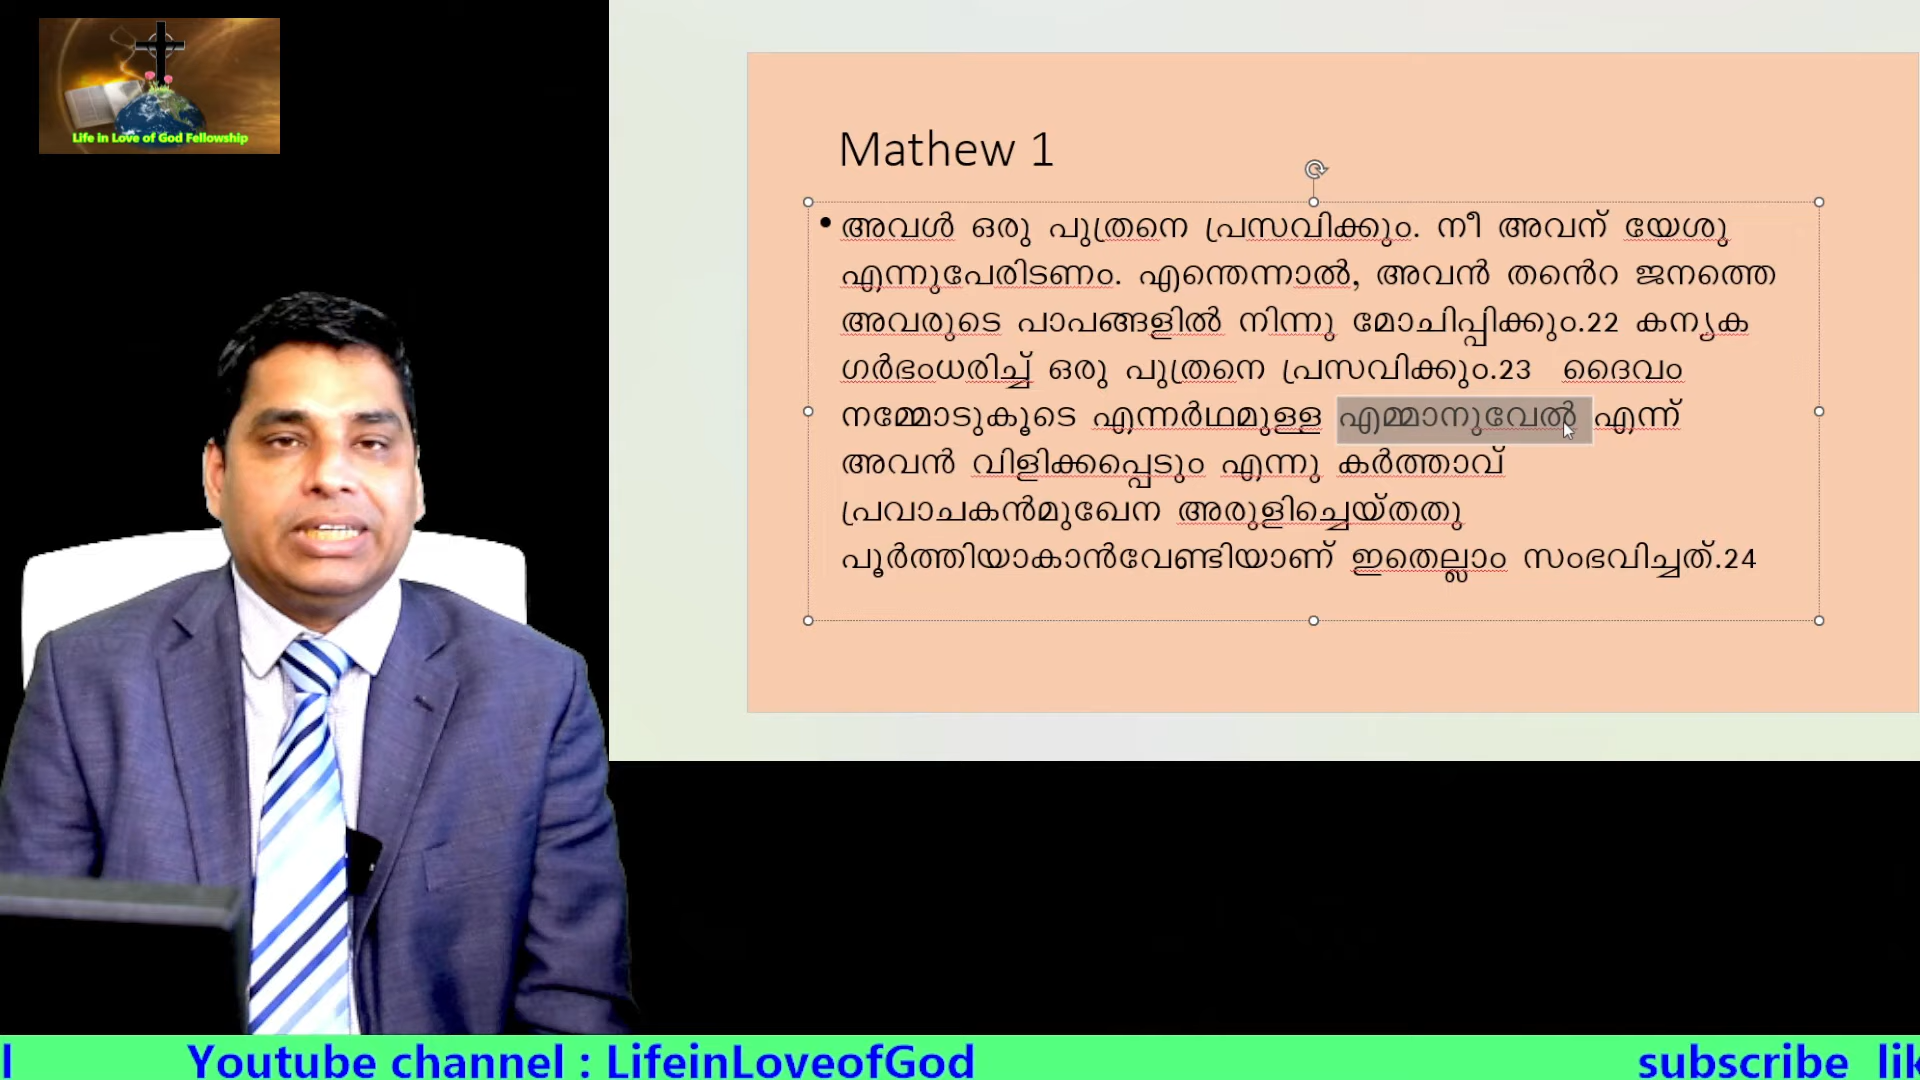 Life in Love of God Fellowship
Mathew 1
• അവൾ ഒരു പുത്രനെ പ്രസവിക്കും. നീ അവന് യേശു
എന്നുപേരിടണം. എന്തെന്നാൽ, അവൻ തൻെറ ജനത്തെ
അവരുടെ പാപങ്ങളിൽ നിന്നു മോചിപ്പിക്കും.22 കന്യക
ഗർഭംധരിച്ച് ഒരു പുത്രനെ പ്രസവിക്കും.23 ദൈവം
നമ്മോടുകൂടെ എന്നർഥമുള്ള എമ്മാനുവേൽ എന്ന്
അവൻ വിളിക്കപ്പെടും എന്നു കർത്താവ്
പ്രവാചകൻമുഖേന അരുളിച്ചെയ്തതു
പൂർത്തിയാകാൻവേണ്ടിയാണ് ഇതെല്ലാം സംഭവിച്ചത്.24
Youtube channel : LifeinLoveofGod subscribe